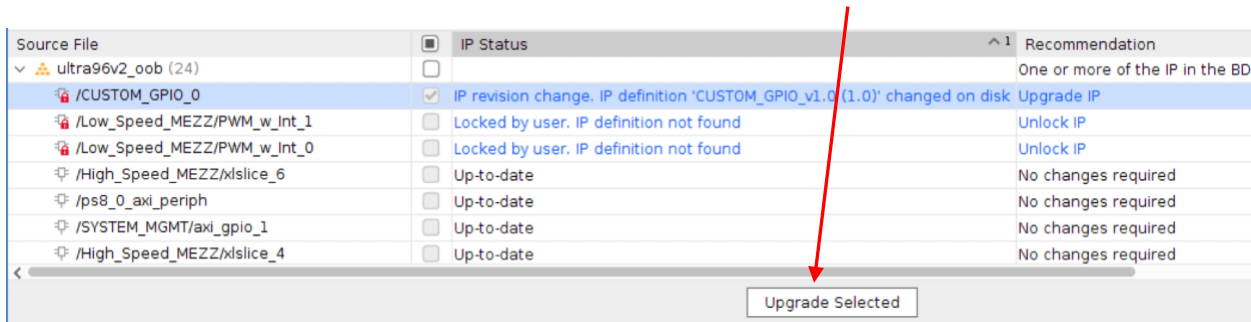 Source File IP Status 1 Recommendation
ultra96v2_oob (24) One or more of the IP in the BD
/CUSTOM_GPIO_0 IP revision change. IP definition 'CUSTOM_GPIO_v1.0 (1.0)' changed on disk Upgrade IP
/Low_Speed_MEZZ/PWM_w_Int_1 Locked by user. IP definition not found Unlock IP
/Low_Speed_MEZZ/PWM_w_Int_0 Locked by user. IP definition not found Unlock IP
/High_Speed_MEZZ/xlslice_6 Up-to-date No changes required
/ps8_0_axi_periph Up-to-date No changes required
/SYSTEM_MGMT/axi_gpio_1 Up-to-date No changes required
/High_Speed_MEZZ/xlslice_4 Up-to-date No changes required
Upgrade Selected